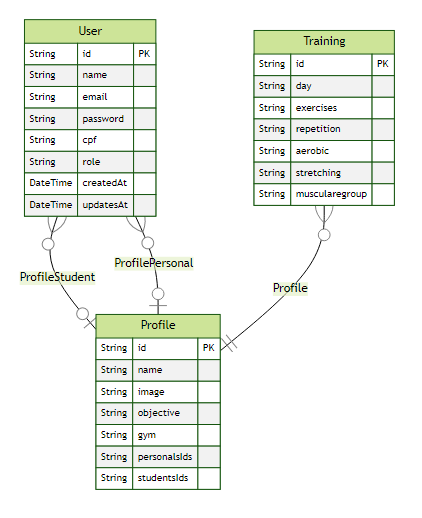 User
String id PK
String name
String email
String password
String cpf
String role
DateTime createdAt
DateTime updatesAt
Training
String id PK
String day
String exercises
String repetition
String aerobic
String stretching
String muscularegroup
ProfileStudent
ProfilePersonal
Profile
Profile
String id PK
String name
String image
String objective
String gym
String personalsIds
String studentsIds